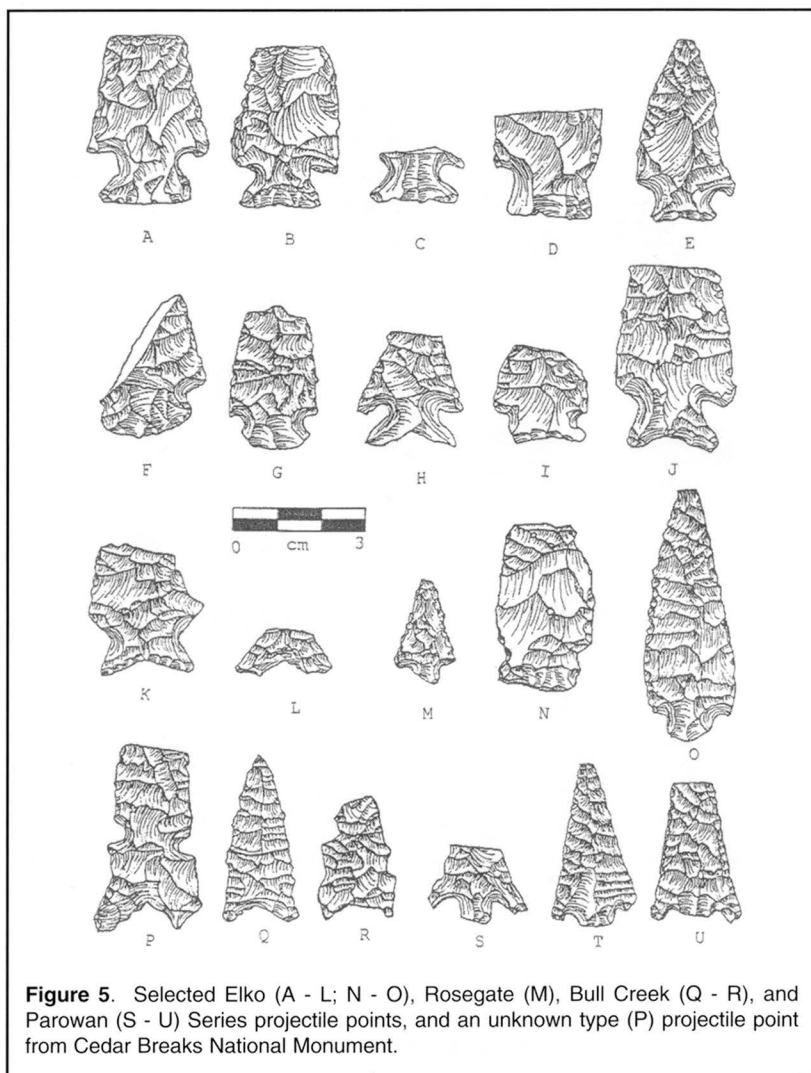 A B C D E
F G H I J
0 cm 3
K L M N O
P Q R S T U
Figure 5. Selected Elko (A - L; N - O), Rosegate (M), Bull Creek (Q - R), and
Parowan (S - U) Series projectile points, and an unknown type (P) projectile point
from Cedar Breaks National Monument.